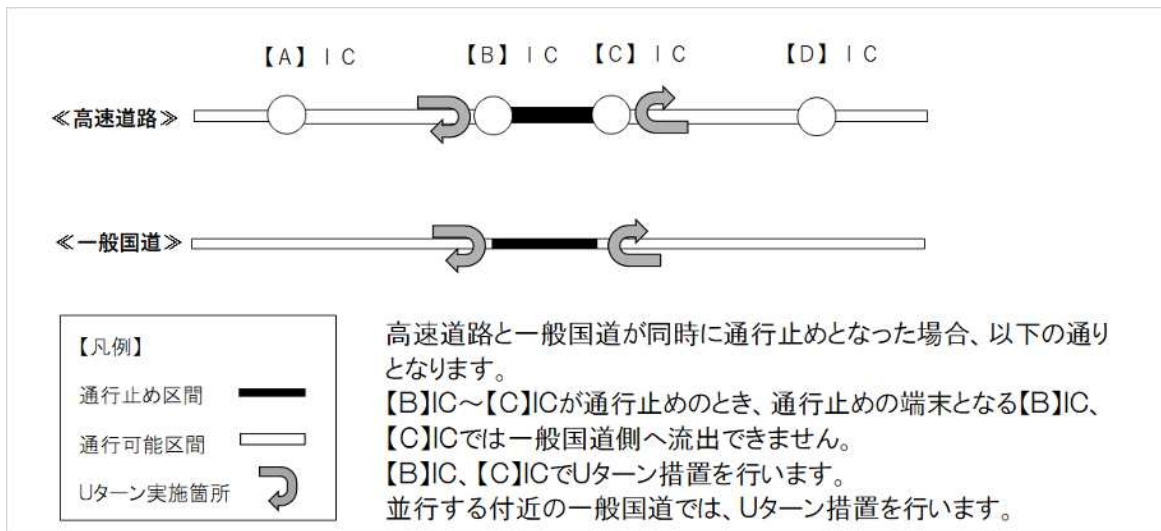 【A】ＩＣ 【B】ＩＣ 【C】ＩＣ 【D】ＩＣ
≪高速道路≫
≪一般国道≫
【凡例】
通行止め区間
通行可能区間
Uターン実施箇所
高速道路と一般国道が同時に通行止めとなった場合、以下の通り
となります。
【B】IC～【C】ICが通行止めのとき、通行止めの端末となる【B】IC、
【C】ICでは一般国道側へ流出できません。
【B】IC、【C】ICでUターン措置を行います。
並行する付近の一般国道では、Uターン措置を行います。